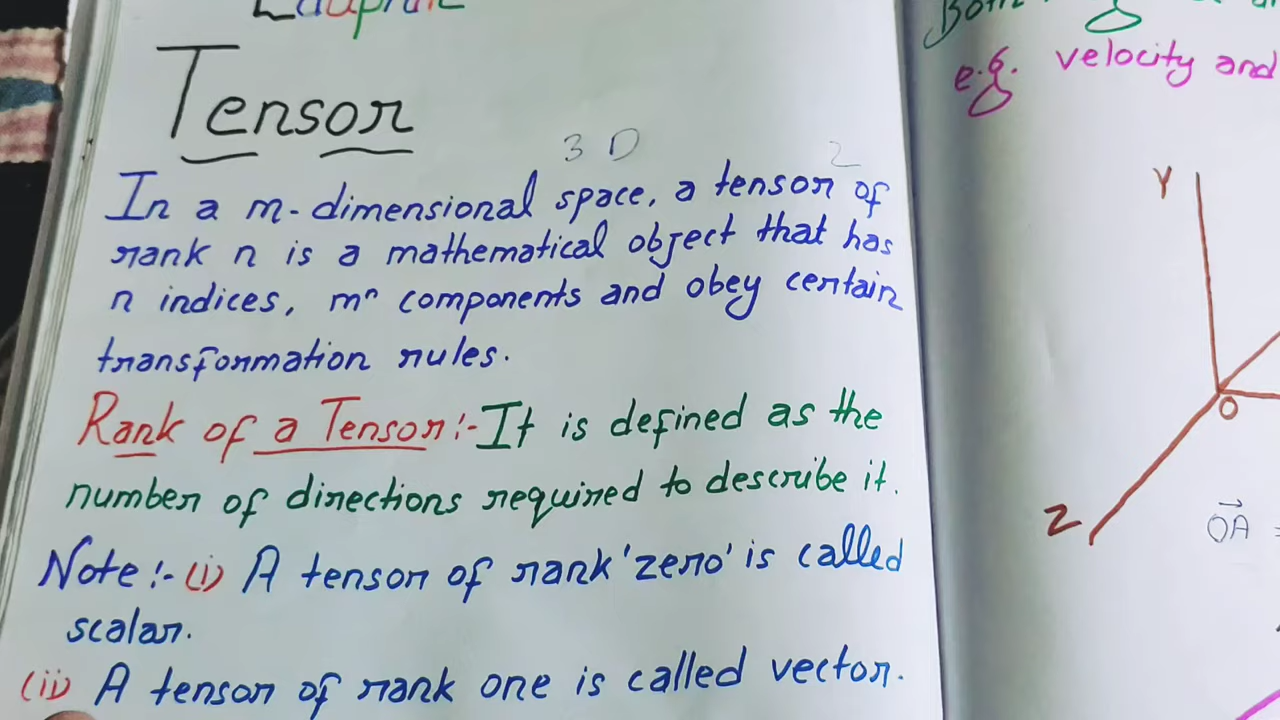 Tensor
3 D
2
In a m-dimensional space, a tensor of
rank n is a mathematical object that has
n indices, mⁿ components and obey certain
transformation rules.
Rank of a Tensor:- It is defined as the
number of directions required to describe it.
Note:- (i) A tensor of rank 'zero' is called
scalar.
(ii) A tensor of rank one is called vector.
e.g. velocity and
Y
O
Z
OA =